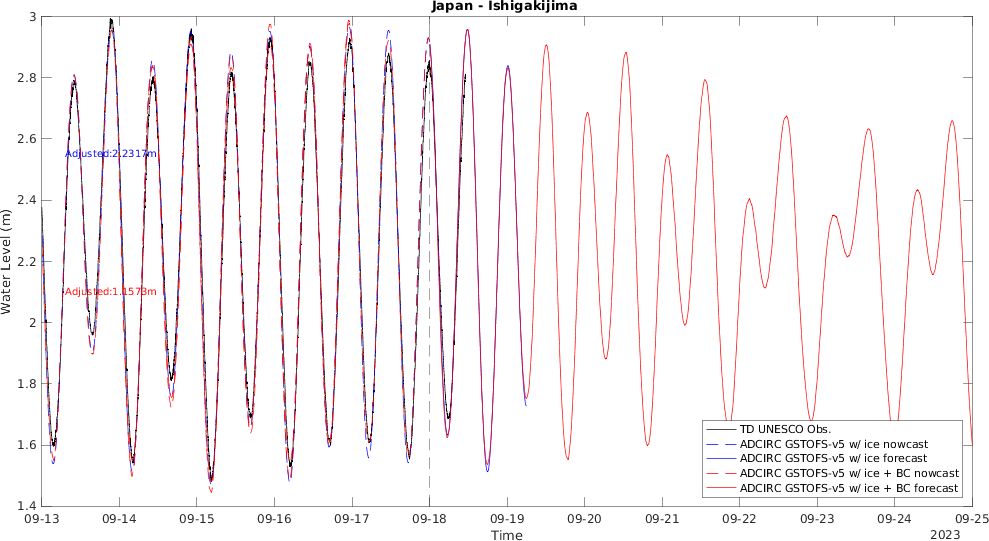 Japan - Ishigakijima
3
2.8
2.6
2.4
2.2
2
1.8
1.6
1.4
Water Level (m)
Adjusted:2.2317m
Adjusted:1.1573m
TD UNESCO Obs.
ADCIRC GSTOFS-v5 w/ ice nowcast
ADCIRC GSTOFS-v5 w/ ice forecast
ADCIRC GSTOFS-v5 w/ ice + BC nowcast
ADCIRC GSTOFS-v5 w/ ice + BC forecast
09-13 09-14 09-15 09-16 09-17 09-18 09-19 09-20 09-21 09-22 09-23 09-24 09-25
Time
2023